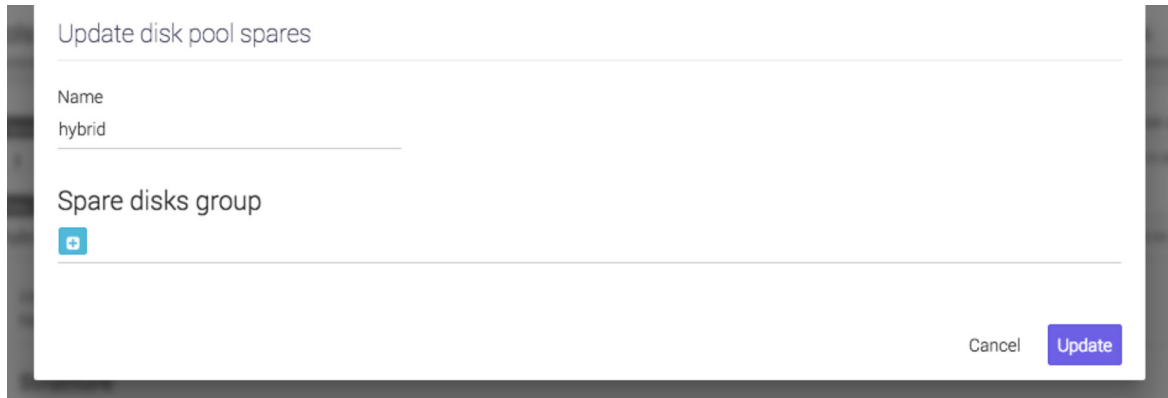 Update disk pool spares
Name
hybrid
Spare disks group
Cancel
Update